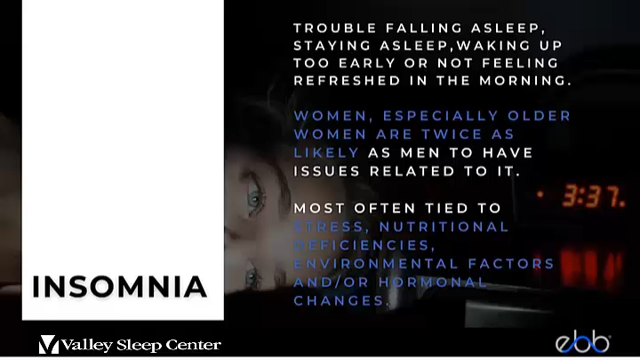 TROUBLE FALLING ASLEEP,
STAYING ASLEEP,WAKING UP
TOO EARLY OR NOT FEELING
REFRESHED IN THE MORNING.
WOMEN, ESPECIALLY OLDER
WOMEN ARE TWICE AS
LIKELY AS MEN TO HAVE
ISSUES RELATED TO IT.
MOST OFTEN TIED TO
STRESS, NUTRITIONAL
DEFICIENCIES,
ENVIRONMENTAL FACTORS
AND/OR HORMONAL
CHANGES.
3:37
INSOMNIA
Valley Sleep Center
ebb